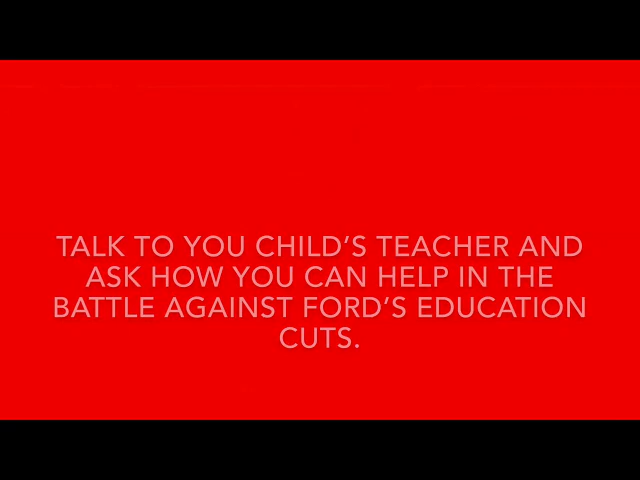 TALK TO YOU CHILD’S TEACHER AND
ASK HOW YOU CAN HELP IN THE
BATTLE AGAINST FORD’S EDUCATION
CUTS.